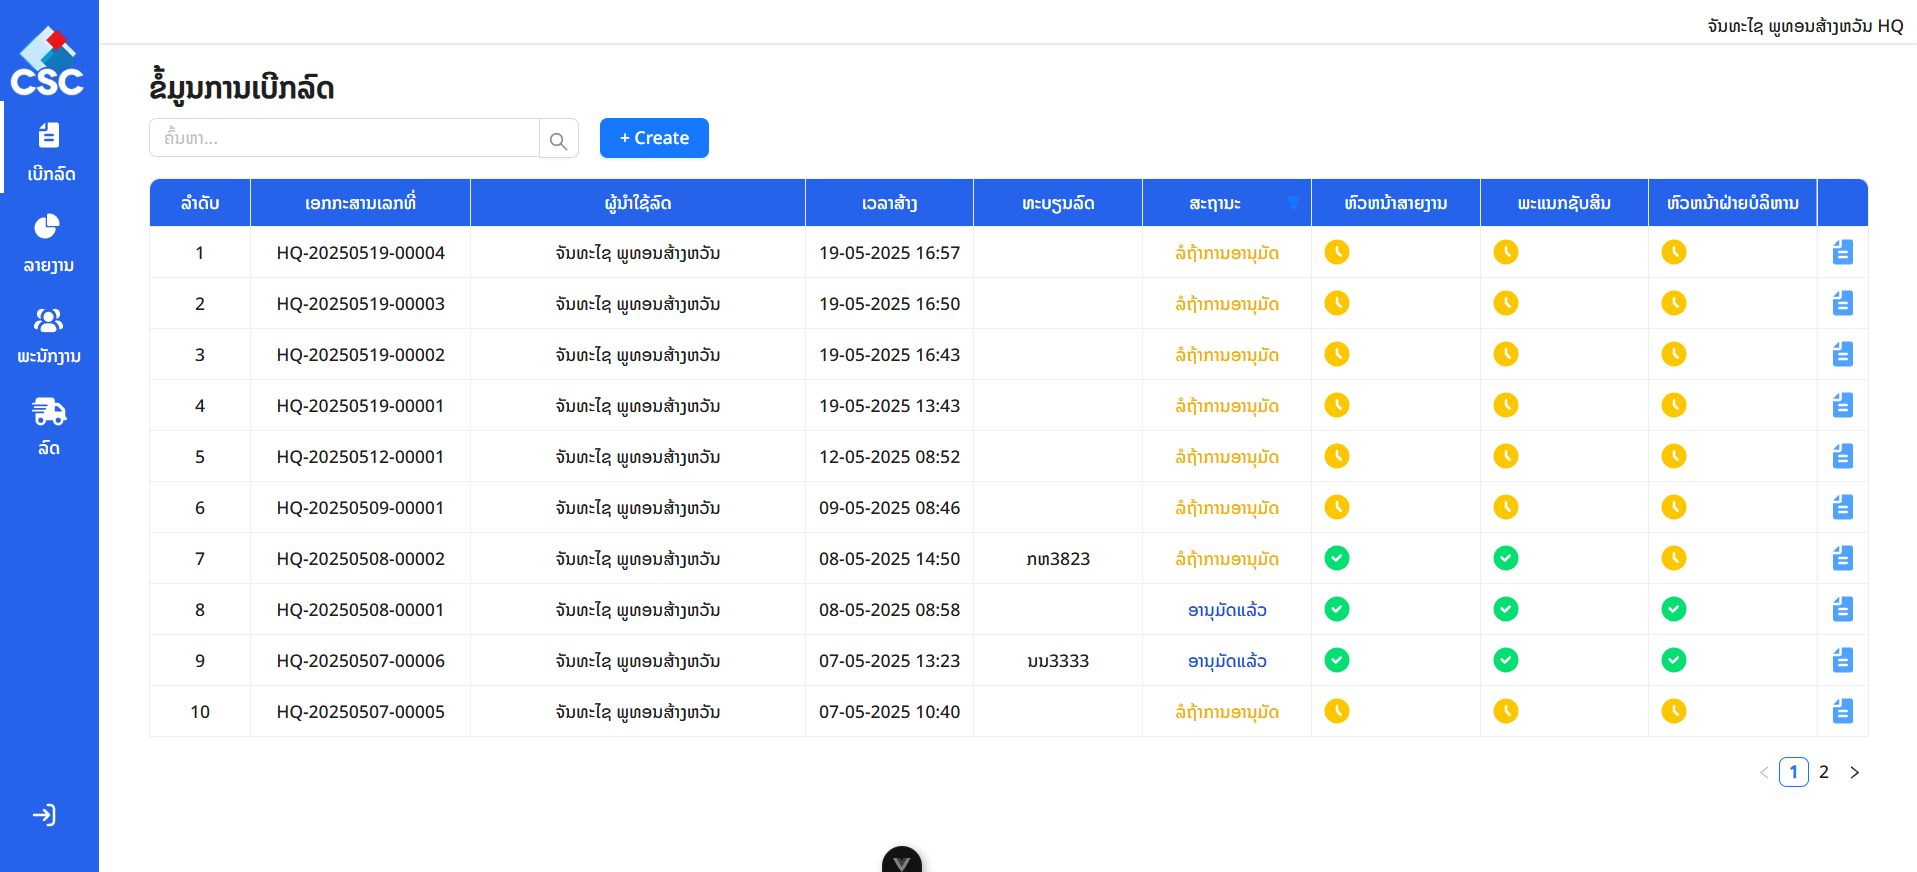 ຈັນທະໄຊ ພູທອນສ້າງຫວັນ HQ
CSC
ເບີກລົດ
ລາຍງານ
ພະນັກງານ
ລົດ
ຂໍ້ມູນການເບີກລົດ
ຄົ້ນຫາ...
+ Create
ລຳດັບ ເອກກະສານເລກທີ່ ຜູ້ນຳໃຊ້ລົດ ເວລາສ້າງ ທະບຽນລົດ ສະຖານະ ຫົວຫນ້າສາຍງານ ພະແນກຊັບສິນ ຫົວຫນ້າຝ່າຍບໍລິຫານ
1 HQ-20250519-00004 ຈັນທະໄຊ ພູທອນສ້າງຫວັນ 19-05-2025 16:57 ລໍຖ້າການອານຸມັດ
2 HQ-20250519-00003 ຈັນທະໄຊ ພູທອນສ້າງຫວັນ 19-05-2025 16:50 ລໍຖ້າການອານຸມັດ
3 HQ-20250519-00002 ຈັນທະໄຊ ພູທອນສ້າງຫວັນ 19-05-2025 16:43 ລໍຖ້າການອານຸມັດ
4 HQ-20250519-00001 ຈັນທະໄຊ ພູທອນສ້າງຫວັນ 19-05-2025 13:43 ລໍຖ້າການອານຸມັດ
5 HQ-20250512-00001 ຈັນທະໄຊ ພູທອນສ້າງຫວັນ 12-05-2025 08:52 ລໍຖ້າການອານຸມັດ
6 HQ-20250509-00001 ຈັນທະໄຊ ພູທອນສ້າງຫວັນ 09-05-2025 08:46 ລໍຖ້າການອານຸມັດ
7 HQ-20250508-00002 ຈັນທະໄຊ ພູທອນສ້າງຫວັນ 08-05-2025 14:50 ກຫ3823 ລໍຖ້າການອານຸມັດ
8 HQ-20250508-00001 ຈັນທະໄຊ ພູທອນສ້າງຫວັນ 08-05-2025 08:58 ອານຸມັດແລ້ວ
9 HQ-20250507-00006 ຈັນທະໄຊ ພູທອນສ້າງຫວັນ 07-05-2025 13:23 ນນ3333 ອານຸມັດແລ້ວ
10 HQ-20250507-00005 ຈັນທະໄຊ ພູທອນສ້າງຫວັນ 07-05-2025 10:40 ລໍຖ້າການອານຸມັດ
1 2